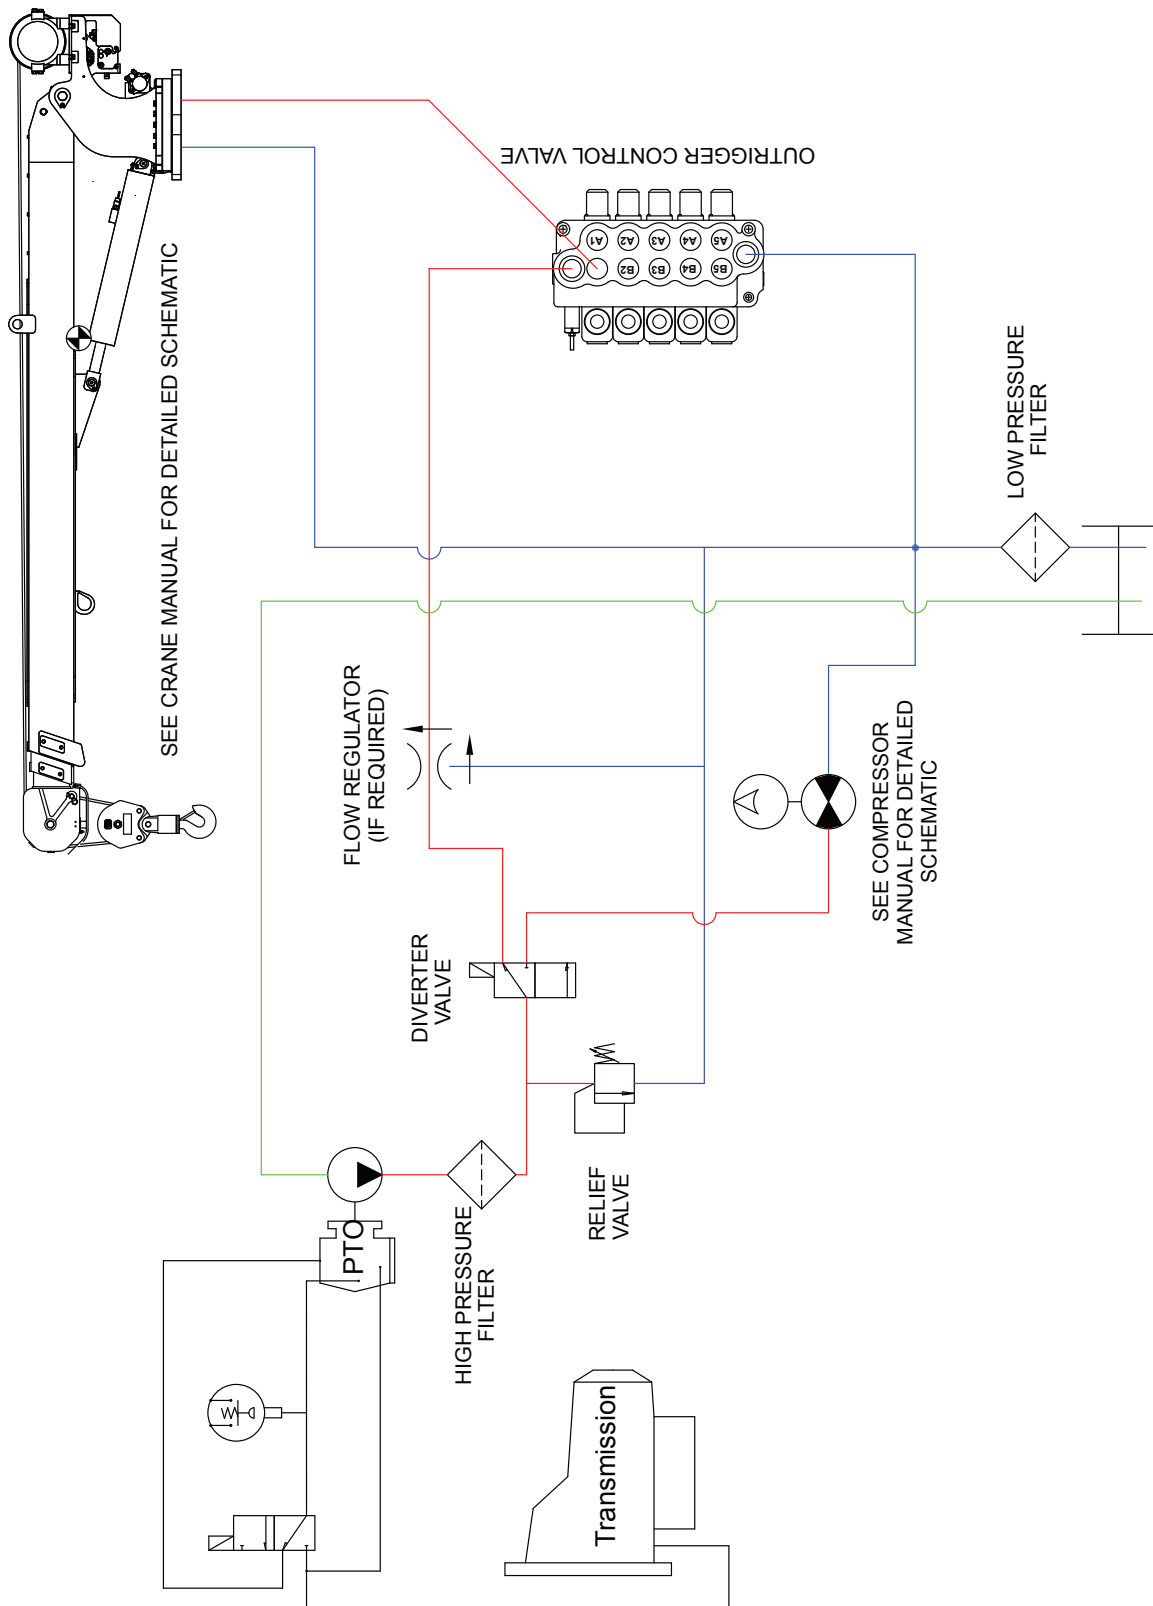 SEE CRANE MANUAL FOR DETAILED SCHEMATIC
OUTRIGGER CONTROL VALVE
A1
A2
A3
A4
A5
B2
B3
B4
B5
LOW PRESSURE
FILTER
FLOW REGULATOR
(IF REQUIRED)
SEE COMPRESSOR
MANUAL FOR DETAILED
SCHEMATIC
DIVERTER
VALVE
RELIEF
VALVE
HIGH PRESSURE
FILTER
PTO
Transmission